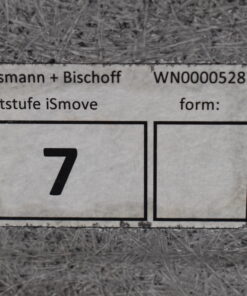 smann + Bischoff WN0000528
tstufe iSmove form:
7